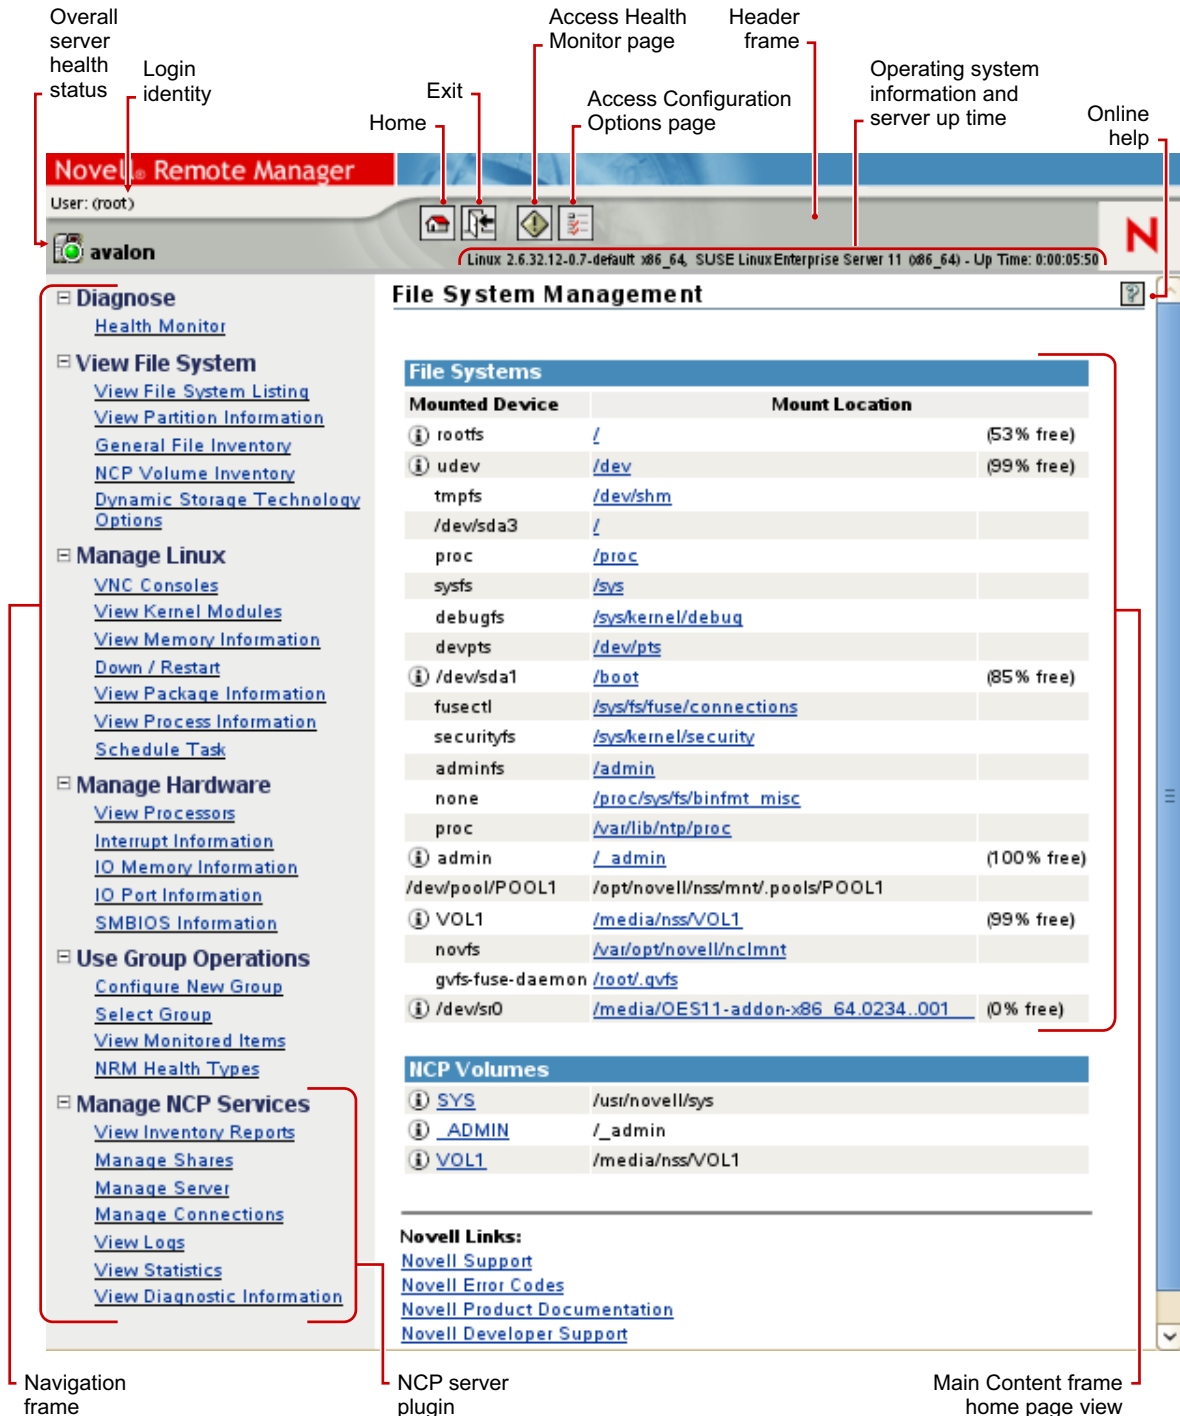 Overall
server
health
status
Login
identity
Home
Exit
Access Health
Monitor page
Access Configuration
Options page
Header
frame
Operating system
information and
server up time
Online
help
Novell® Remote Manager
User: (root)
avalon
N
Linux 2.6.32.12-0.7-default x86_64, SUSE Linux Enterprise Server 11 (x86_64) - Up Time: 0:00:05:50
Diagnose
Health Monitor
View File System
View File System Listing
View Partition Information
General File Inventory
NCP Volume Inventory
Dynamic Storage Technology
Options
Manage Linux
VNC Consoles
View Kernel Modules
View Memory Information
Down / Restart
View Package Information
View Process Information
Schedule Task
Manage Hardware
View Processors
Interrupt Information
IO Memory Information
IO Port Information
SMBIOS Information
Use Group Operations
Configure New Group
Select Group
View Monitored Items
NRM Health Types
Manage NCP Services
View Inventory Reports
Manage Shares
Manage Server
Manage Connections
View Logs
View Statistics
View Diagnostic Information
File System Management
?
File Systems
Mounted Device Mount Location
rootfs / (53% free)
udev /dev (99% free)
tmpfs /dev/shm
/dev/sda3 /
proc /proc
sysfs /sys
debugfs /sys/kernel/debug
devpts /dev/pts
/dev/sda1 /boot (85% free)
fusectl /sys/fs/fuse/connections
securityfs /sys/kernel/security
adminfs /admin
none /proc/sys/fs/binfmt_misc
proc /var/lib/ntp/proc
admin /_admin (100% free)
/dev/pool/POOL1 /opt/novell/nss/mnt/.pools/POOL1
VOL1 /media/nss/VOL1 (99% free)
novfs /var/opt/novell/nclmnt
gvfs-fuse-daemon /root/.gvfs
/dev/sr0 /media/OES11-addon-x86_64.0234..001 (0% free)
NCP Volumes
SYS /usr/novell/sys
_ADMIN /_admin
VOL1 /media/nss/VOL1
Novell Links:
Novell Support
Novell Error Codes
Novell Product Documentation
Novell Developer Support
Navigation
frame
NCP server
plugin
Main Content frame
home page view